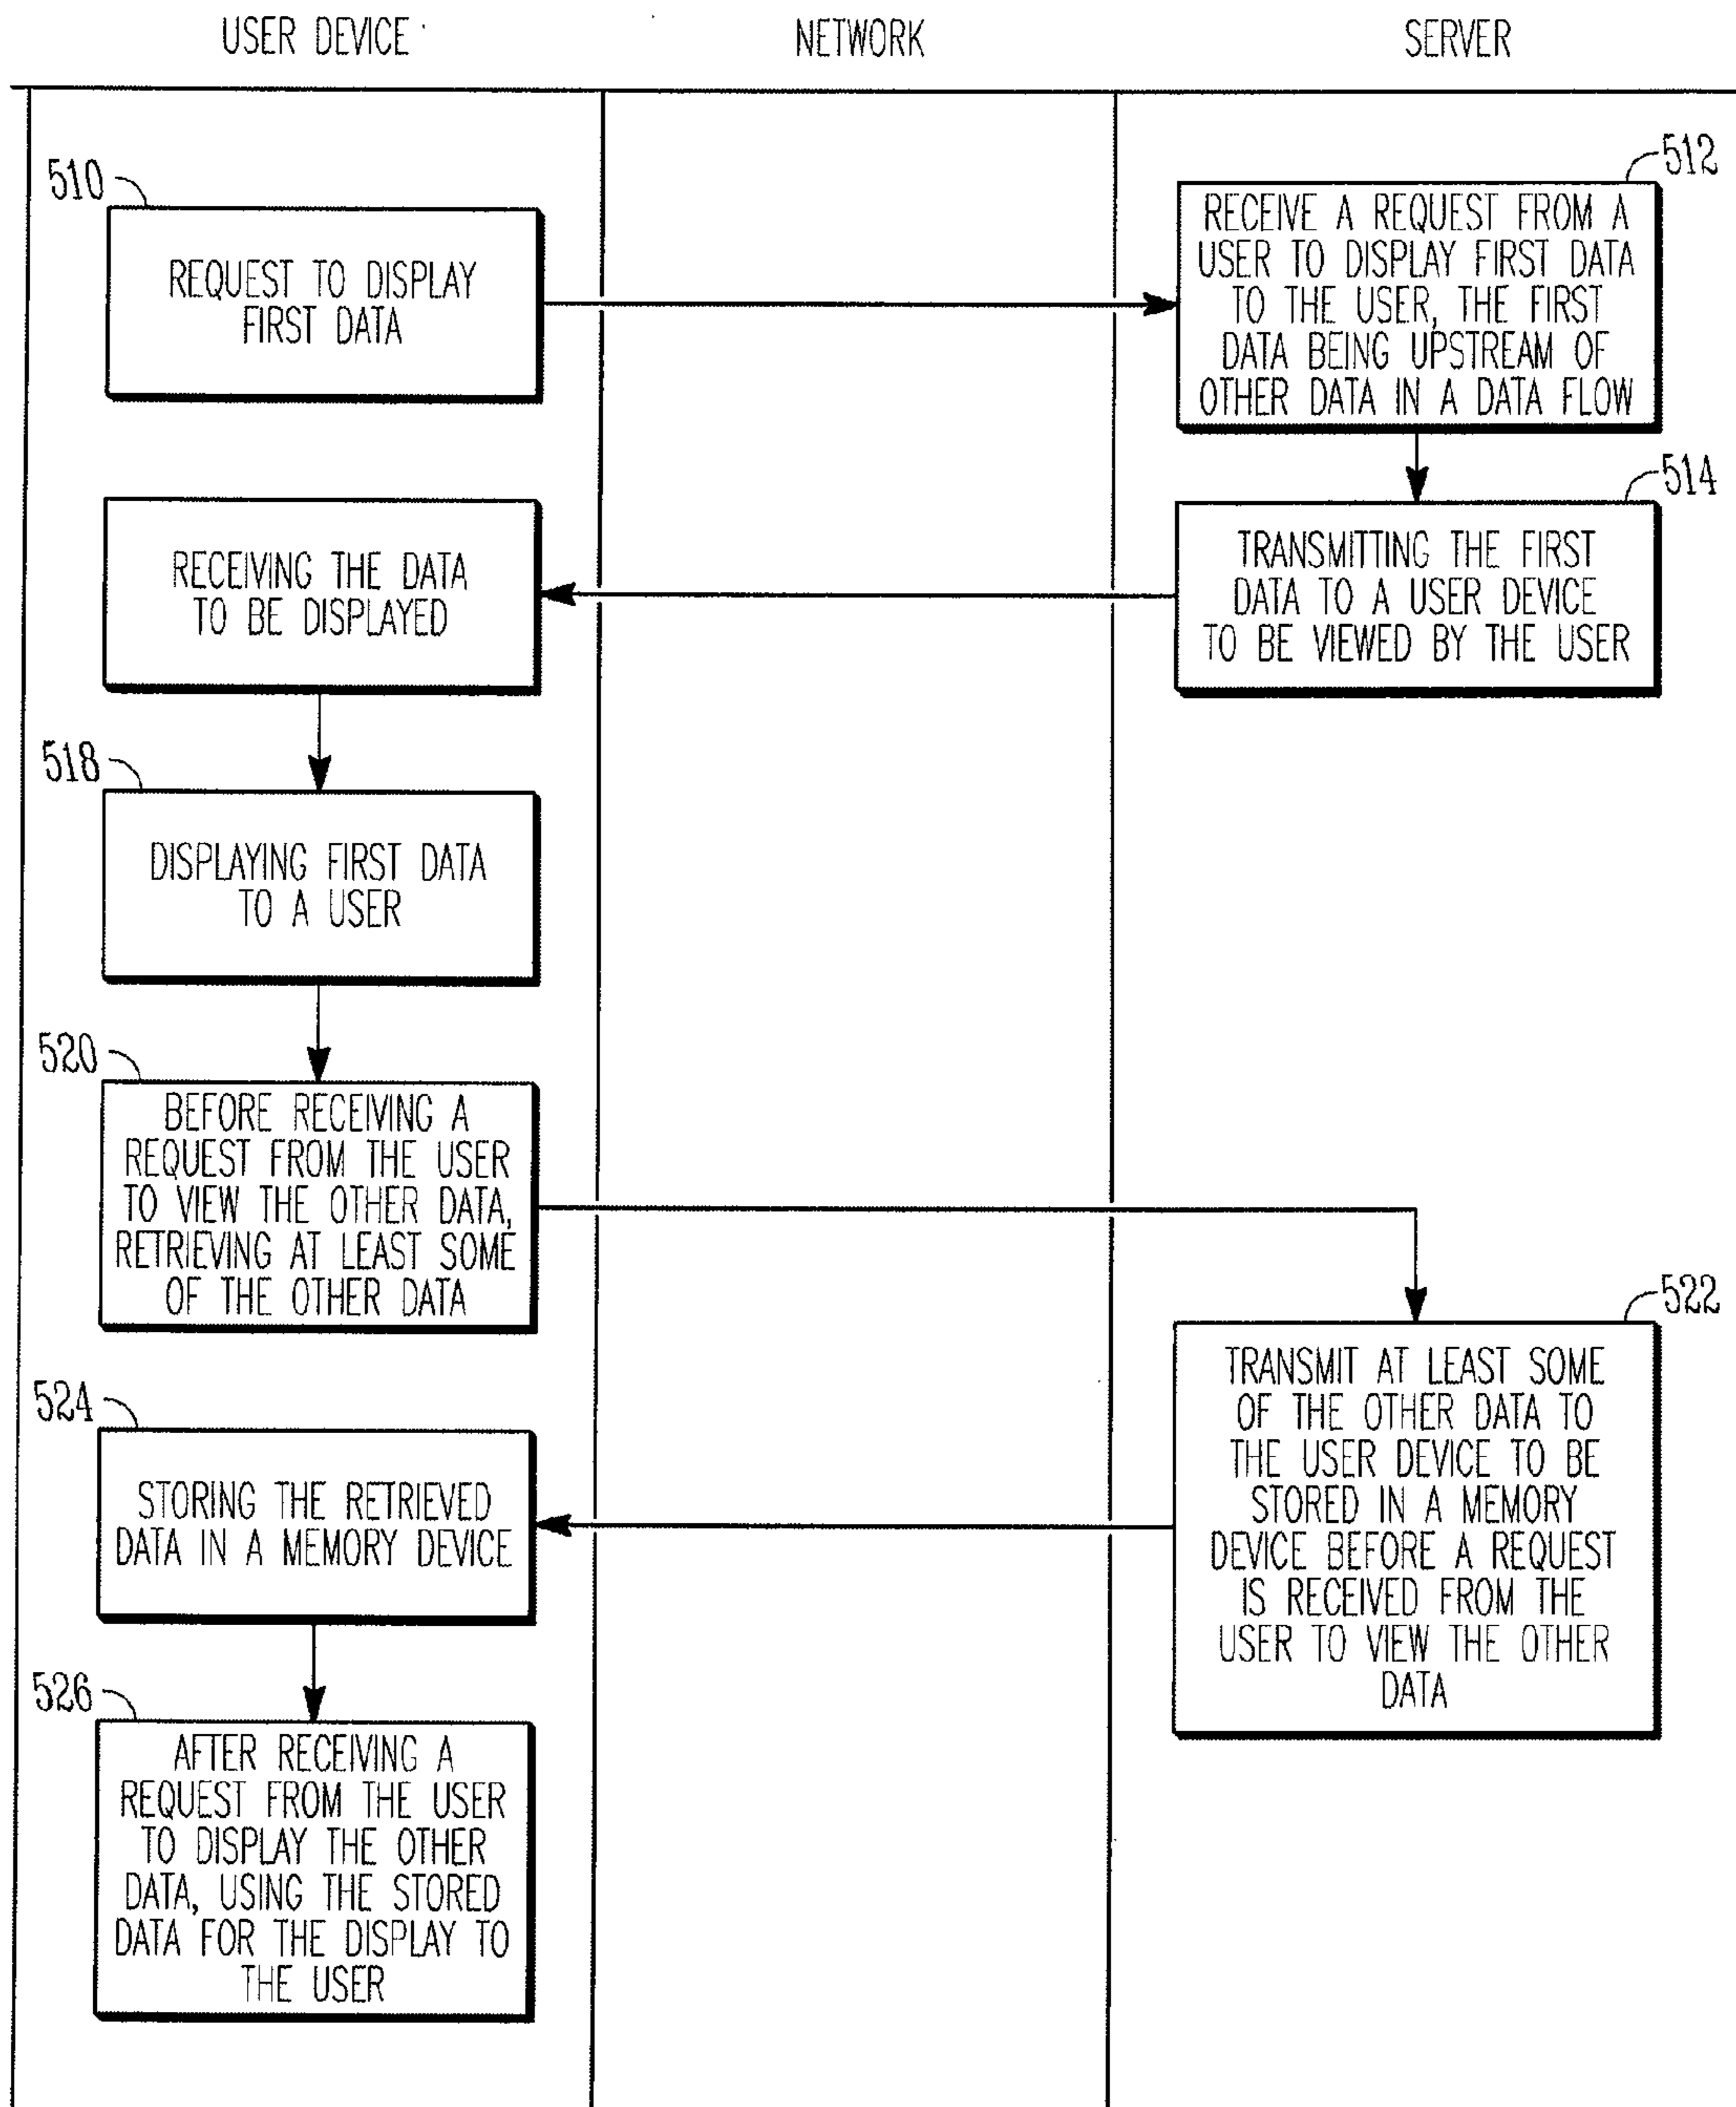 USER DEVICE
NETWORK
SERVER
510
REQUEST TO DISPLAY
FIRST DATA
512
RECEIVE A REQUEST FROM A
USER TO DISPLAY FIRST DATA
TO THE USER, THE FIRST
DATA BEING UPSTREAM OF
OTHER DATA IN A DATA FLOW
514
TRANSMITTING THE FIRST
DATA TO A USER DEVICE
TO BE VIEWED BY THE USER
RECEIVING THE DATA
TO BE DISPLAYED
518
DISPLAYING FIRST DATA
TO A USER
520
BEFORE RECEIVING A
REQUEST FROM THE USER
TO VIEW THE OTHER DATA,
RETRIEVING AT LEAST SOME
OF THE OTHER DATA
522
TRANSMIT AT LEAST SOME
OF THE OTHER DATA TO
THE USER DEVICE TO BE
STORED IN A MEMORY
DEVICE BEFORE A REQUEST
IS RECEIVED FROM THE
USER TO VIEW THE OTHER
DATA
524
STORING THE RETRIEVED
DATA IN A MEMORY DEVICE
526
AFTER RECEIVING A
REQUEST FROM THE USER
TO DISPLAY THE OTHER
DATA, USING THE STORED
DATA FOR THE DISPLAY TO
THE USER